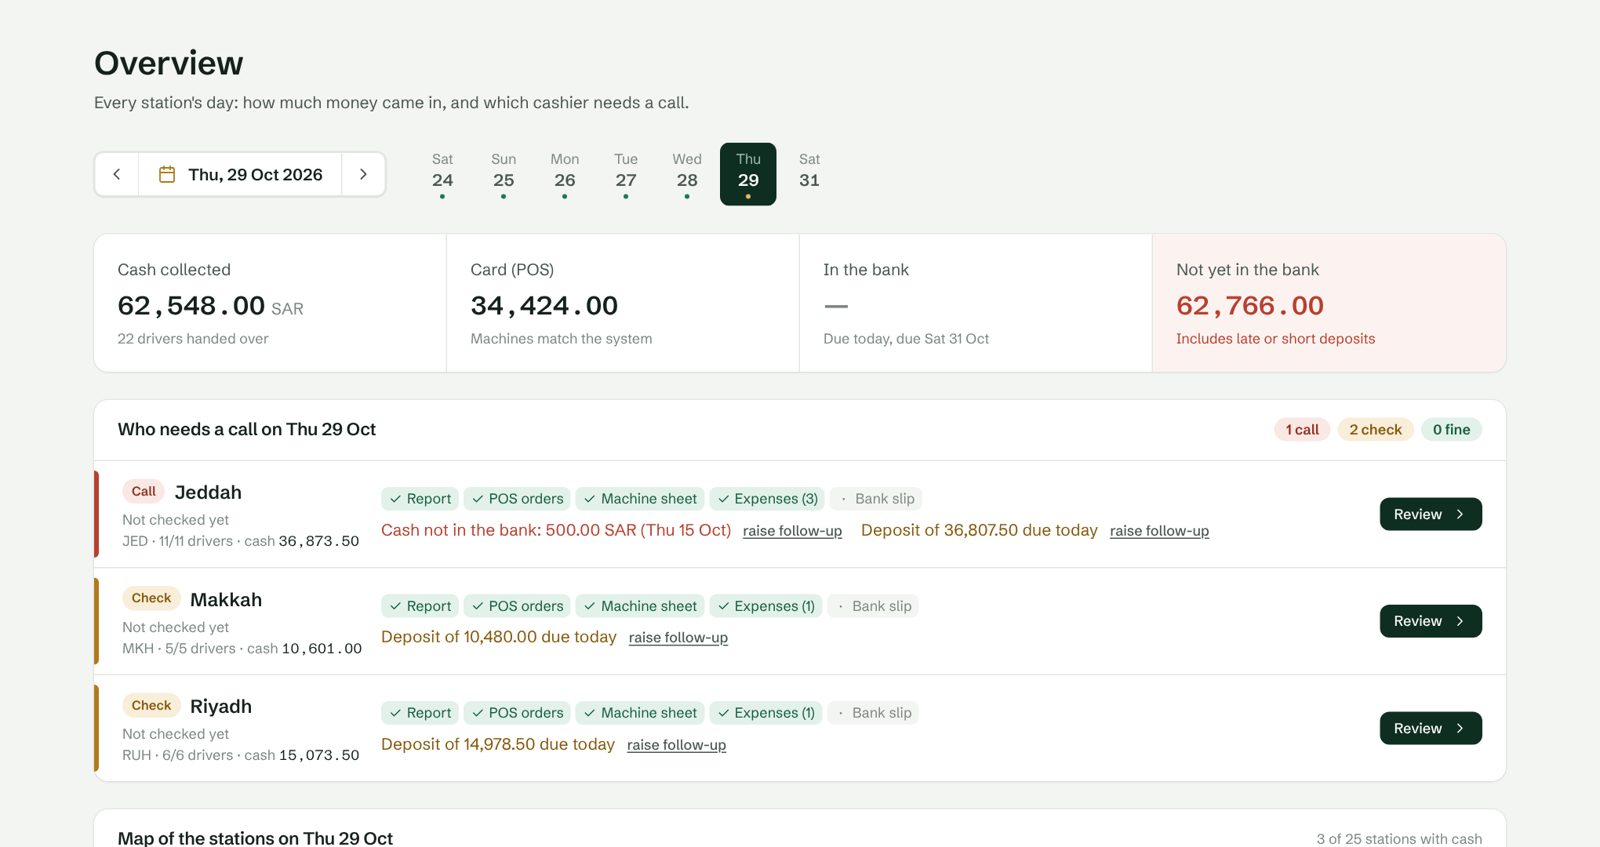 Overview
Every station's day: how much money came in, and which cashier needs a call.
Thu, 29 Oct 2026
Sat Sun Mon Tue Wed Thu Sat
24 25 26 27 28 29 31
Cash collected
62,548.00 SAR
22 drivers handed over
Card (POS)
34,424.00
Machines match the system
In the bank
—
Due today, due Sat 31 Oct
Not yet in the bank
62,766.00
Includes late or short deposits
Who needs a call on Thu 29 Oct
1 call 2 check 0 fine
Call Jeddah
Not checked yet
JED · 11/11 drivers · cash 36,873.50
✓ Report ✓ POS orders ✓ Machine sheet ✓ Expenses (3) · Bank slip
Cash not in the bank: 500.00 SAR (Thu 15 Oct) raise follow-up Deposit of 36,807.50 due today raise follow-up
Review
Check Makkah
Not checked yet
MKH · 5/5 drivers · cash 10,601.00
✓ Report ✓ POS orders ✓ Machine sheet ✓ Expenses (1) · Bank slip
Deposit of 10,480.00 due today raise follow-up
Review
Check Riyadh
Not checked yet
RUH · 6/6 drivers · cash 15,073.50
✓ Report ✓ POS orders ✓ Machine sheet ✓ Expenses (1) · Bank slip
Deposit of 14,978.50 due today raise follow-up
Review
Map of the stations on Thu 29 Oct
3 of 25 stations with cash